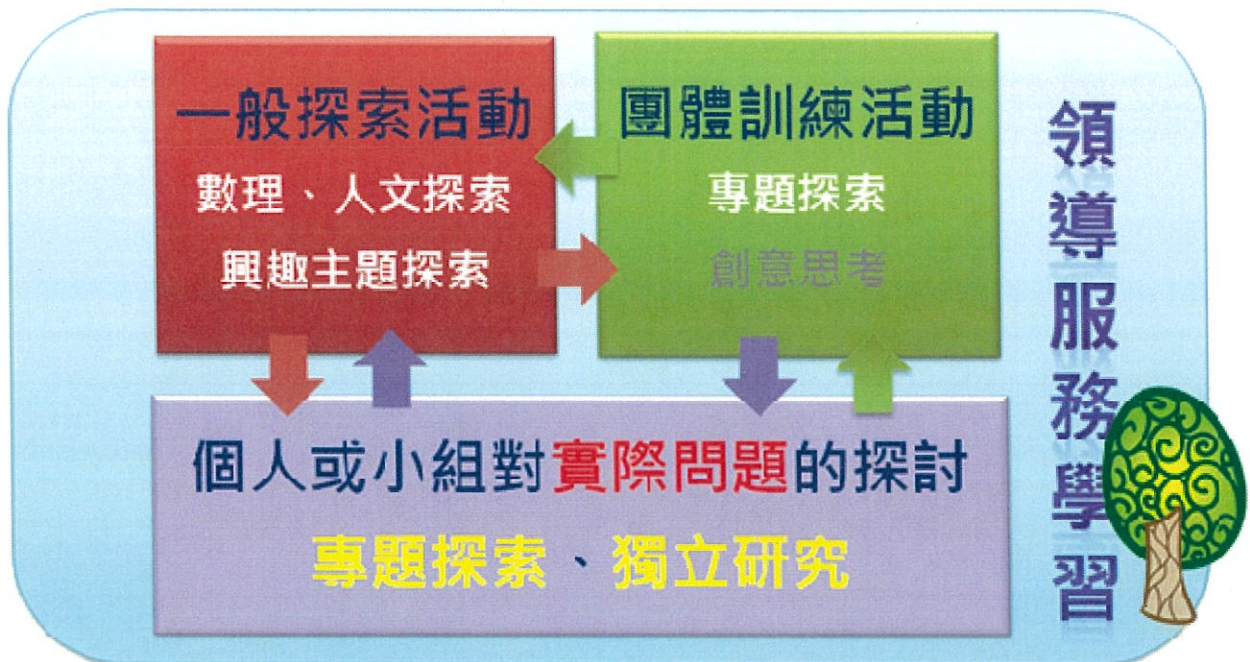 一般探索活動
數理、人文探索
興趣主題探索
團體訓練活動
專題探索
創意思考
個人或小組對實際問題的探討
專題探索、獨立研究
領導服務學習